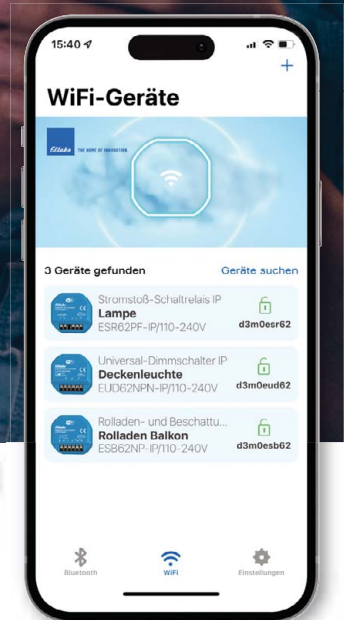 15:40
+
WiFi-Geräte
Eltako THE HOME OF INNOVATION
3 Geräte gefunden Geräte suchen
Stromstoß-Schaltrelais IP
Lampe
ESR62PF-IP/110-240V
d3m0esr62
Universal-Dimmschalter IP
Deckenleuchte
EUD62NPN-IP/110-240V
d3m0eud62
Rolladen- und Beschattu...
Rolladen Balkon
ESB62NP-IP/110-240V
d3m0esb62
Bluetooth WiFi Einstellungen